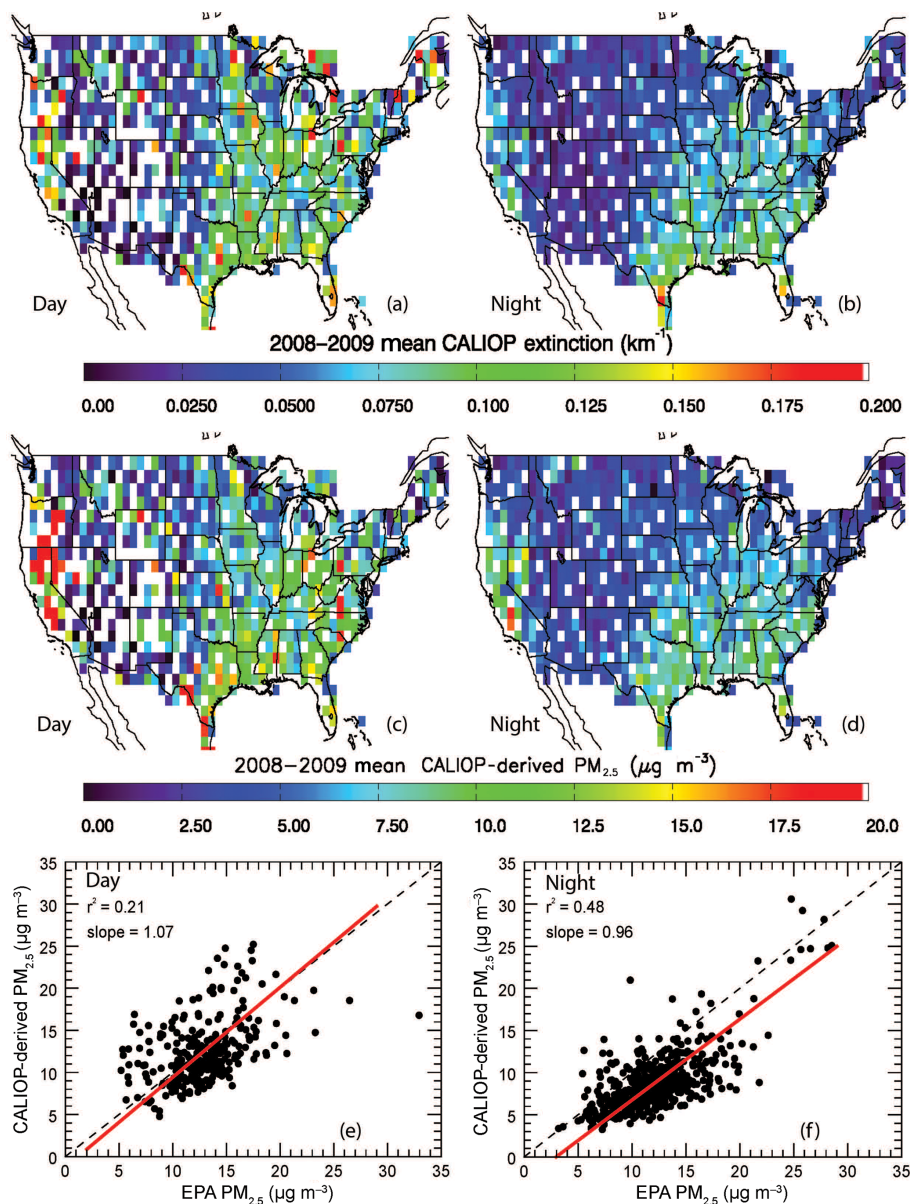 Day
(a)
Night
(b)
2008–2009 mean CALIOP extinction (km⁻¹)
0.00 0.0250 0.0500 0.0750 0.100 0.125 0.150 0.175 0.200
Day
(c)
Night
(d)
2008–2009 mean CALIOP-derived PM₂.₅ (μg m⁻³)
0.00 2.50 5.00 7.50 10.0 12.5 15.0 17.5 20.0
CALIOP-derived PM₂.₅ (μg m⁻³)
35
30
25
20
15
10
5
0
Day
r² = 0.21
slope = 1.07
(e)
0 5 10 15 20 25 30 35
EPA PM₂.₅ (μg m⁻³)
CALIOP-derived PM₂.₅ (μg m⁻³)
35
30
25
20
15
10
5
0
Night
r² = 0.48
slope = 0.96
(f)
0 5 10 15 20 25 30 35
EPA PM₂.₅ (μg m⁻³)